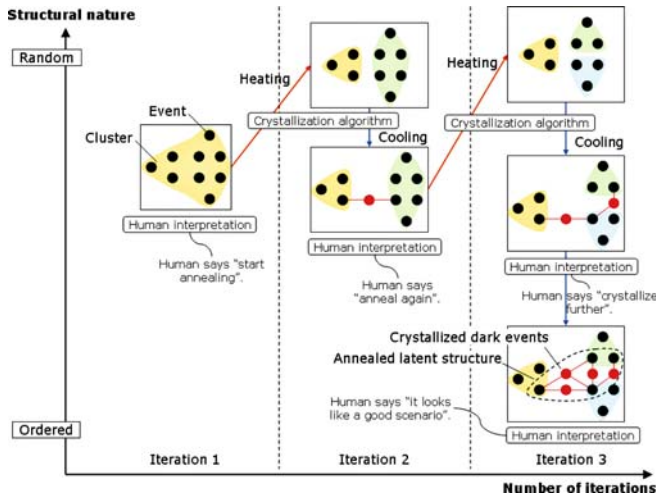 Structural nature
Random
Ordered
Event
Cluster
Human interpretation
Human says "start
annealing".
Heating
Crystallization algorithm
Cooling
Human interpretation
Human says
"anneal again".
Heating
Crystallization algorithm
Cooling
Human interpretation
Human says "crystallize
further".
Crystallized dark events
Annealed latent structure
Human says "it looks
like a good scenario".
Human interpretation
Iteration 1
Iteration 2
Iteration 3
Number of iterations